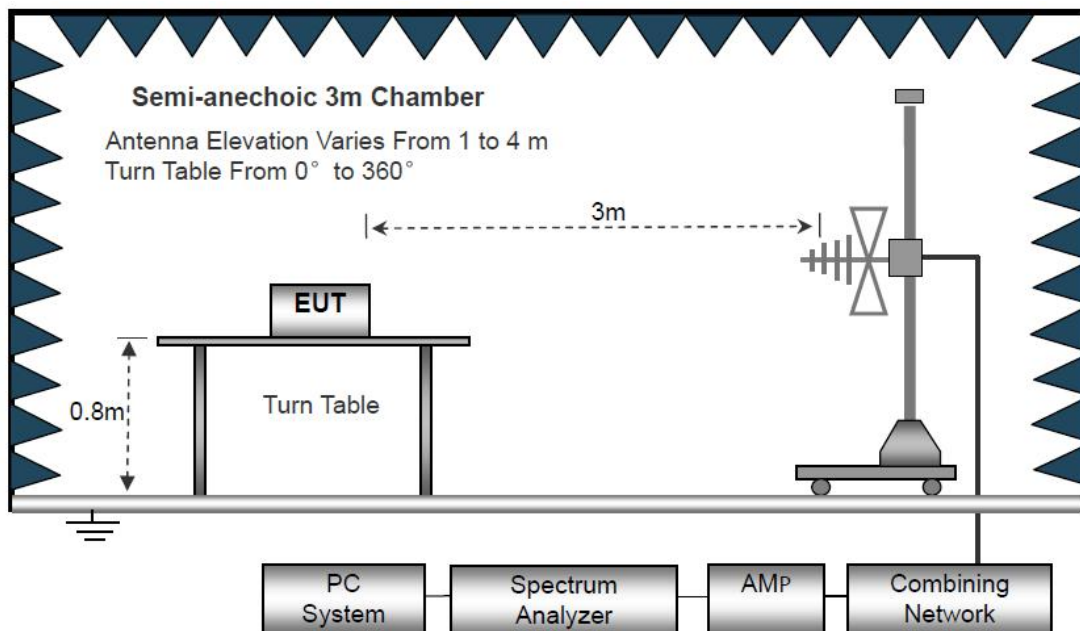 Semi-anechoic 3m Chamber
Antenna Elevation Varies From 1 to 4 m
Turn Table From 0° to 360°
3m
EUT
0.8m
Turn Table
PC
System
Spectrum
Analyzer
AMP
Combining
Network